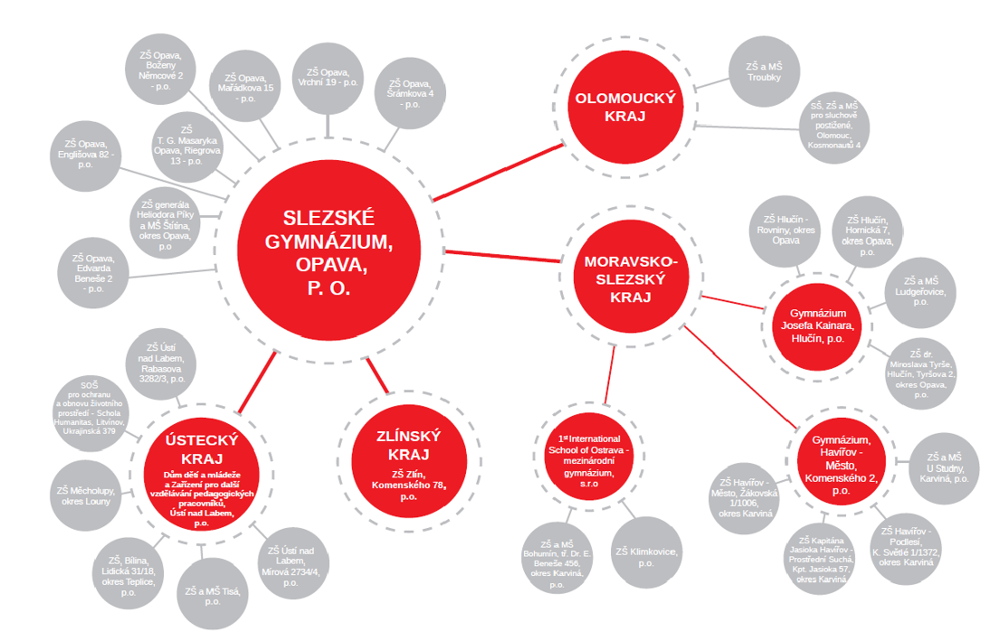 ZŠ Opava,
Boženy
Němcové 2
- p.o.
ZŠ Opava,
Mařádkova 15
- p.o.
ZŠ Opava,
Vrchní 19 - p.o.
ZŠ Opava,
Šrámkova 4
- p.o.
ZŠ
T. G. Masaryka
Opava, Riegrova
13 - p.o.
ZŠ Opava,
Englišova 82 -
p.o.
ZŠ generála
Heliodora Píky
a MŠ Štítina,
okres Opava,
p.o
ZŠ Opava,
Edvarda
Beneše 2
- p.o.
SLEZSKÉ
GYMNÁZIUM,
OPAVA,
P. O.
OLOMOUCKÝ
KRAJ
ZŠ a MŠ
Troubky
SŠ, ZŠ a MŠ
pro sluchově
postižené,
Olomouc,
Kosmonautů 4
MORAVSKO-
SLEZSKÝ
KRAJ
ZŠ Hlučín -
Rovniny, okres
Opava
ZŠ Hlučín,
Hornická 7,
okres Opava,
p.o.
ZŠ a MŠ
Ludgeřovice,
p.o.
Gymnázium
Josefa Kainara,
Hlučín, p.o.
ZŠ dr.
Miroslava Tyrše,
Hlučín, Tyršova 2,
okres Opava,
p.o.
ZŠ Ústí
nad Labem,
Rabasova
3282/3, p.o.
SOŠ
pro ochranu
a obnovu životního
prostředí - Schola
Humanitas, Litvínov,
Ukrajinská 379
ÚSTECKÝ
KRAJ
Dům dětí a mládeže
a Zařízení pro další
vzdělávání pedagogických
pracovníků,
Ústí nad Labem,
p.o.
ZŠ Měcholupy,
okres Louny
ZŠ, Bílina,
Lidická 31/18,
okres Teplice,
p.o.
ZŠ a MŠ Tisá,
p.o.
ZŠ Ústí nad
Labem,
Mírová 2734/4,
p.o.
ZLÍNSKÝ
KRAJ
ZŠ Zlín,
Komenského 78,
p.o.
1st International
School of Ostrava -
mezinárodní
gymnázium,
s.r.o
ZŠ a MŠ
Bohumín, tř. Dr. E.
Beneše 456,
okres Karviná,
p.o.
ZŠ Klimkovice,
p.o.
Gymnázium,
Havířov -
Město,
Komenského 2,
p.o.
ZŠ a MŠ
U Studny,
Karviná, p.o.
ZŠ Havířov -
Město, Žákovská
1/1006,
okres Karviná
ZŠ Kapitána
Jasioka Havířov -
Prostřední Suchá,
Kpt. Jasioka 57,
okres Karviná
ZŠ Havířov -
Podlesí,
K. Světlé 1/1372,
okres Karviná